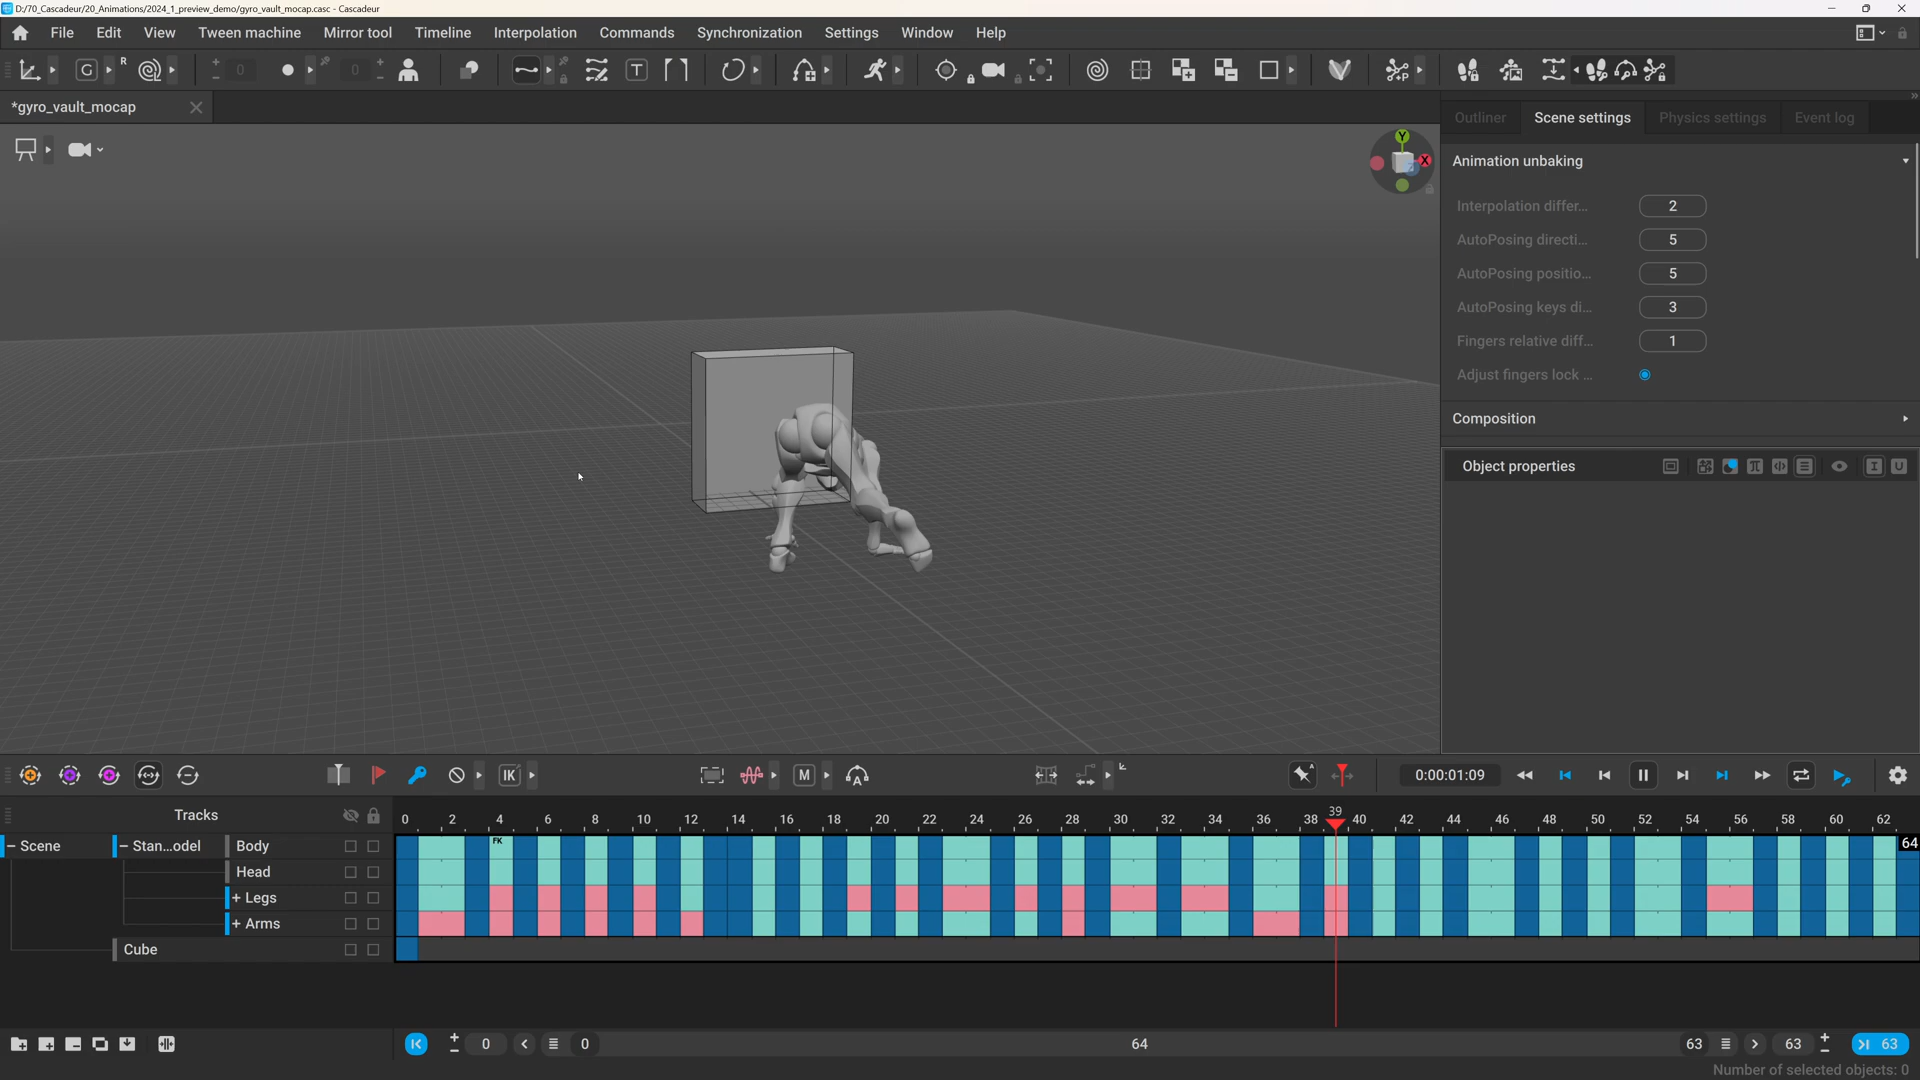 D:/70_Cascadeur/20_Animations/2024_1_preview_demo/gyro_vault_mocap.casc - Cascadeur
File Edit View Tween machine Mirror tool Timeline Interpolation Commands Synchronization Settings Window Help
G R 0 0 T P
*gyro_vault_mocap
Outliner Scene settings Physics settings Event log
Y X
Animation unbaking
Interpolation differ... 2
AutoPosing directi... 5
AutoPosing positio... 5
AutoPosing keys di... 3
Fingers relative diff... 1
Adjust fingers lock ...
Composition
Object properties
IK M A 0:00:01:09
Tracks
39
0 2 4 6 8 10 12 14 16 18 20 22 24 26 28 30 32 34 36 38 40 42 44 46 48 50 52 54 56 58 60 62
Scene Stan...odel Body FK 64
Head
+ Legs
+ Arms
Cube
0 0 64 63 63 63
Number of selected objects: 0